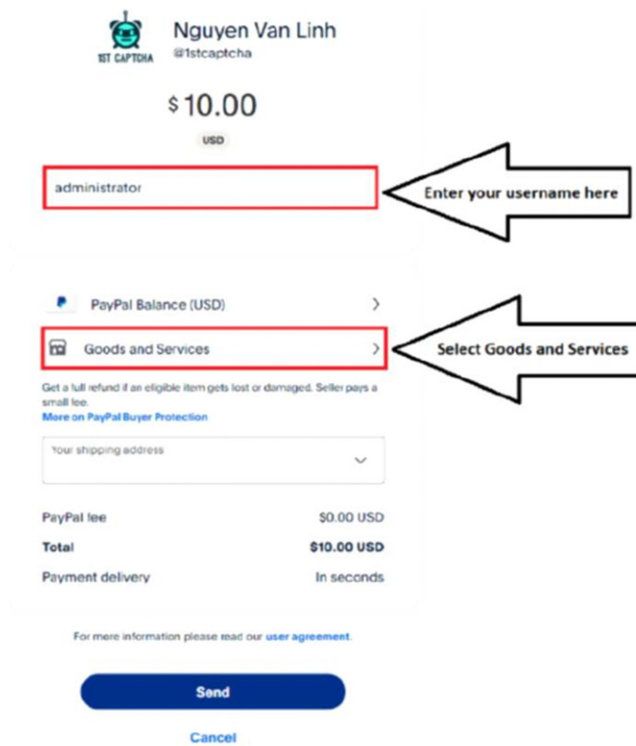 Nguyen Van Linh
1ST CAPTCHA
@1stcaptcha
$10.00
USD
administrator
Enter your username here
PayPal Balance (USD)
Goods and Services
Select Goods and Services
Get a full refund if an eligible item gets lost or damaged. Seller pays a
small fee.
More on PayPal Buyer Protection
Your shipping address
PayPal fee $0.00 USD
Total $10.00 USD
Payment delivery In seconds
For more information please read our user agreement.
Send
Cancel